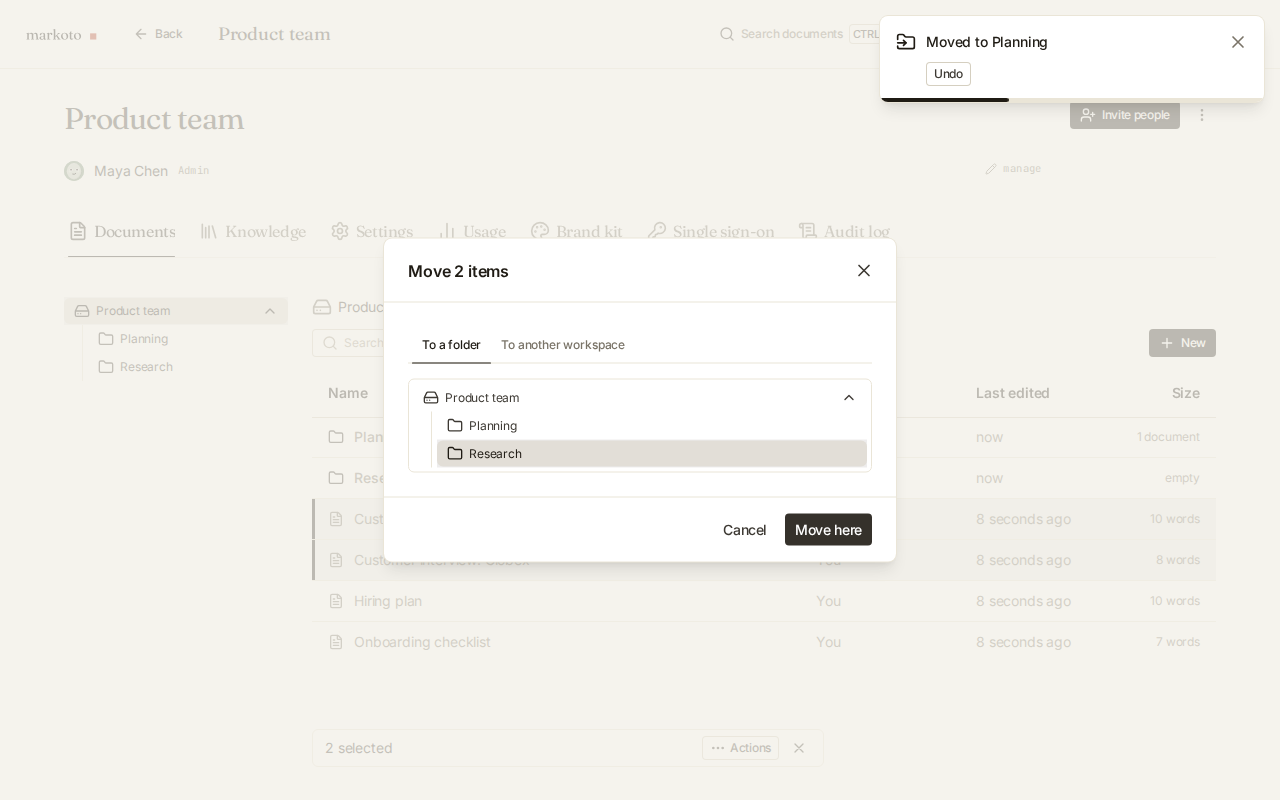 markoto
Back
Product team
Search documents
CTRL
Moved to Planning
Undo
Product team
Invite people
Maya Chen
Admin
manage
Documents
Knowledge
Settings
Usage
Brand kit
Single sign-on
Audit log
Move 2 items
To a folder
To another workspace
Product team
Planning
Research
Cancel
Move here
Product team
Planning
Research
Search
New
Name
Last edited
Size
now
1 document
now
empty
8 seconds ago
10 words
8 seconds ago
8 words
Hiring plan
You
8 seconds ago
10 words
Onboarding checklist
You
8 seconds ago
7 words
2 selected
Actions